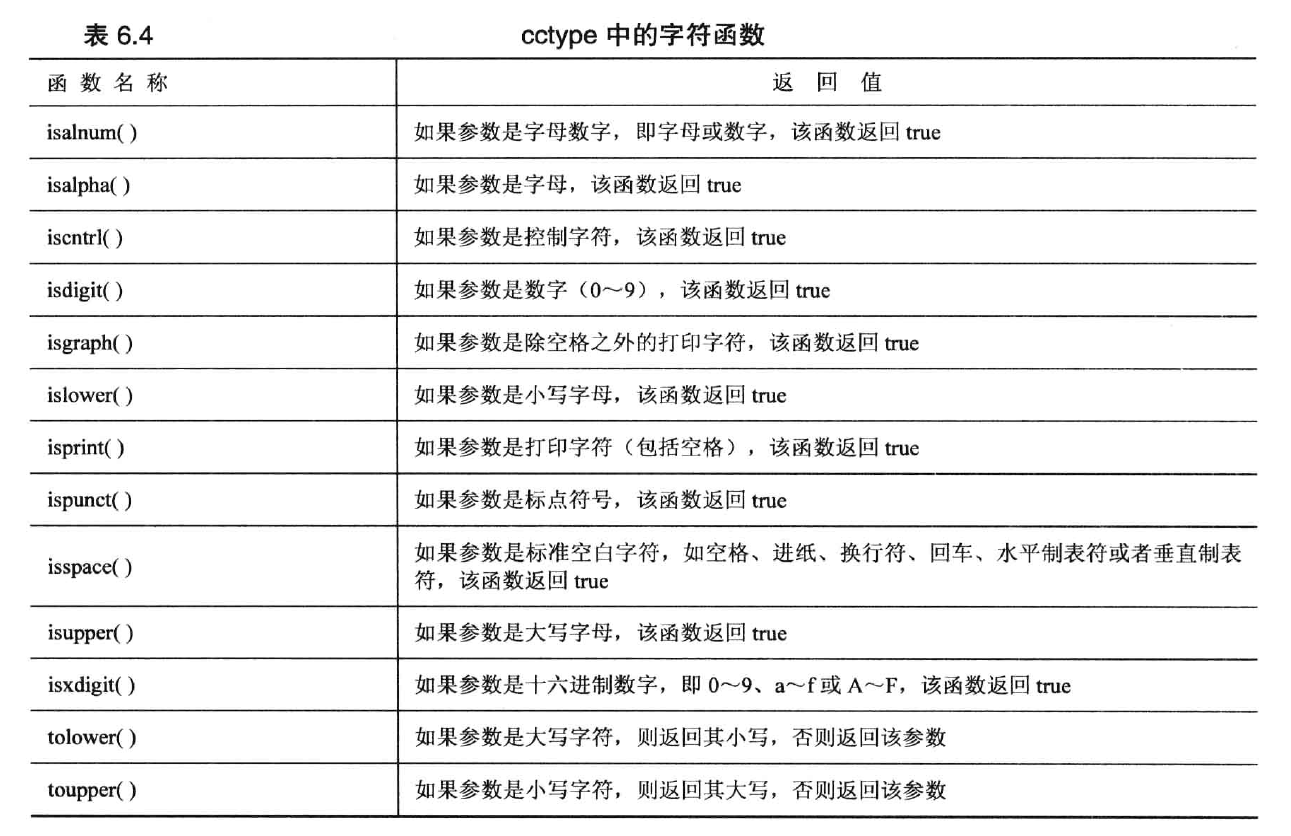 表 6.4 cctype 中的字符函数
函 数 名 称 返 回 值
isalnum( ) 如果参数是字母数字，即字母或数字，该函数返回 true
isalpha( ) 如果参数是字母，该函数返回 true
iscntrl( ) 如果参数是控制字符，该函数返回 true
isdigit( ) 如果参数是数字（0～9），该函数返回 true
isgraph( ) 如果参数是除空格之外的打印字符，该函数返回 true
islower( ) 如果参数是小写字母，该函数返回 true
isprint( ) 如果参数是打印字符（包括空格），该函数返回 true
ispunct( ) 如果参数是标点符号，该函数返回 true
isspace( ) 如果参数是标准空白字符，如空格、进纸、换行符、回车、水平制表符或者垂直制表
符，该函数返回 true
isupper( ) 如果参数是大写字母，该函数返回 true
isxdigit( ) 如果参数是十六进制数字，即 0～9、a～f 或 A～F，该函数返回 true
tolower( ) 如果参数是大写字符，则返回其小写，否则返回该参数
toupper( ) 如果参数是小写字符，则返回其大写，否则返回该参数